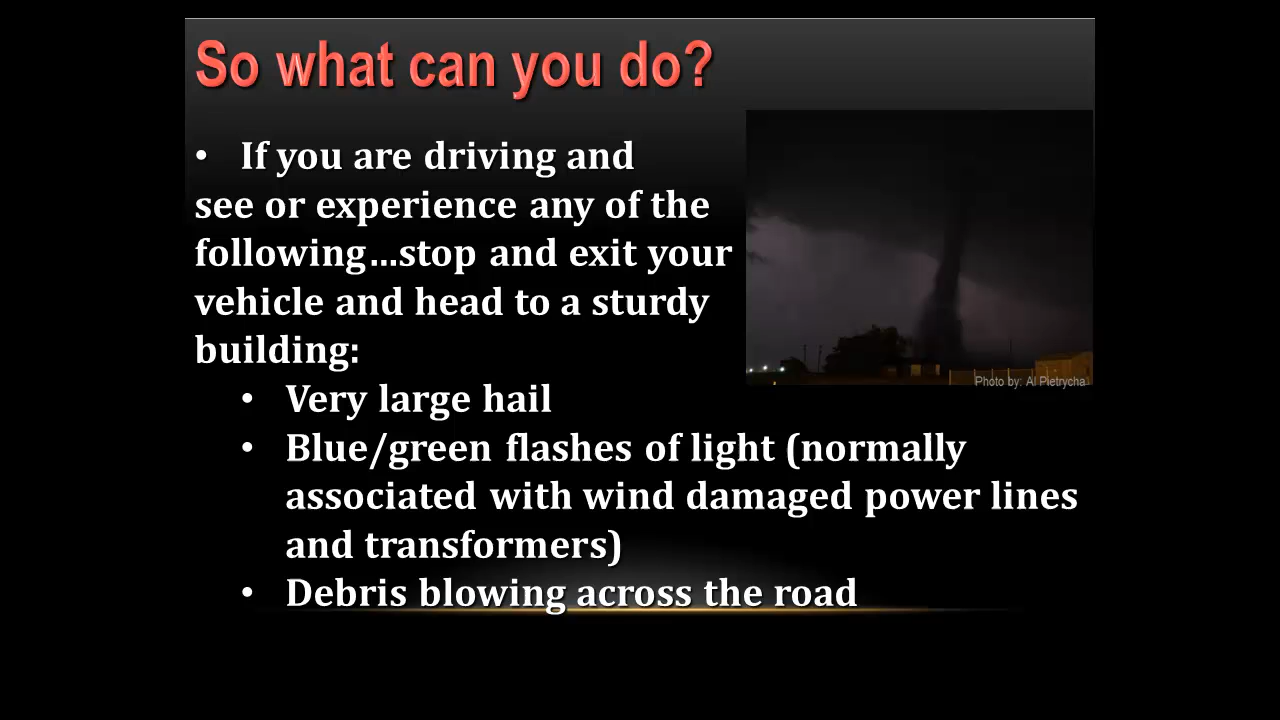 So what can you do?
• If you are driving and
see or experience any of the
following...stop and exit your
vehicle and head to a sturdy
building:
• Very large hail
• Blue/green flashes of light (normally
associated with wind damaged power lines
and transformers)
• Debris blowing across the road
Photo by: Al Pietrycha